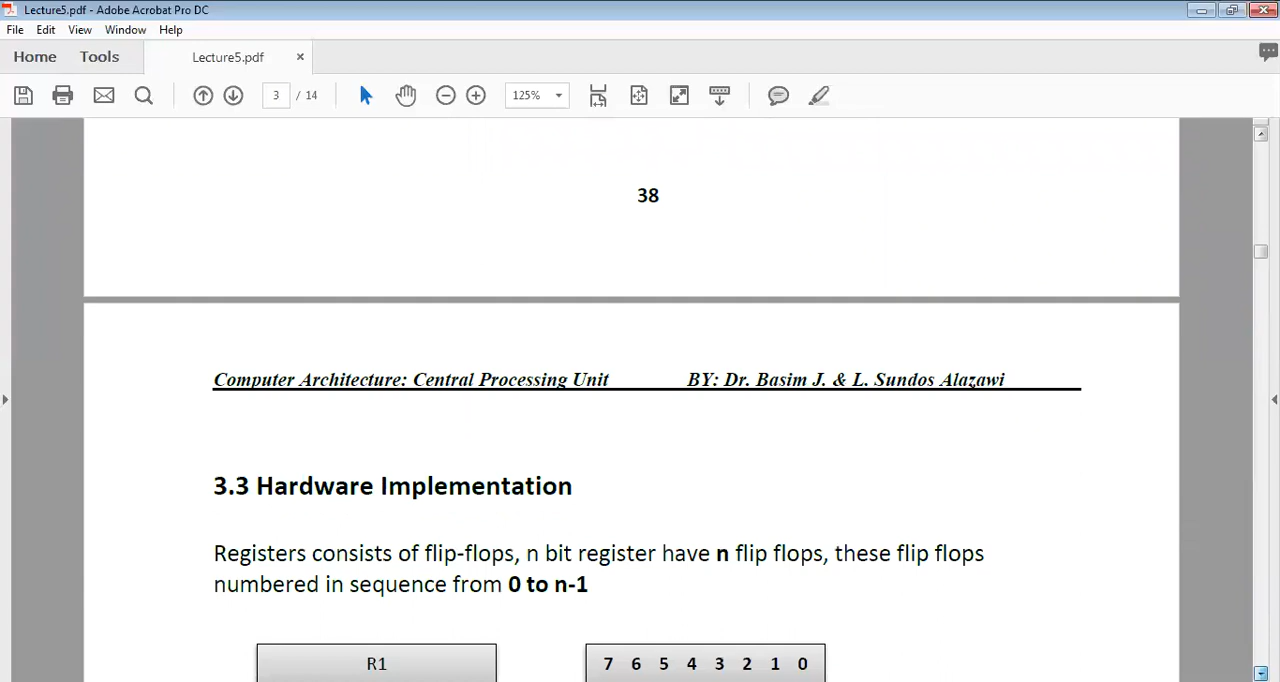 Lecture5.pdf - Adobe Acrobat Pro DC
File Edit View Window Help
Home Tools Lecture5.pdf ×
3 / 14 125%
38
Computer Architecture: Central Processing Unit BY: Dr. Basim J. & L. Sundos Alazawi
3.3 Hardware Implementation
Registers consists of flip-flops, n bit register have n flip flops, these flip flops
numbered in sequence from 0 to n-1
R1 7 6 5 4 3 2 1 0